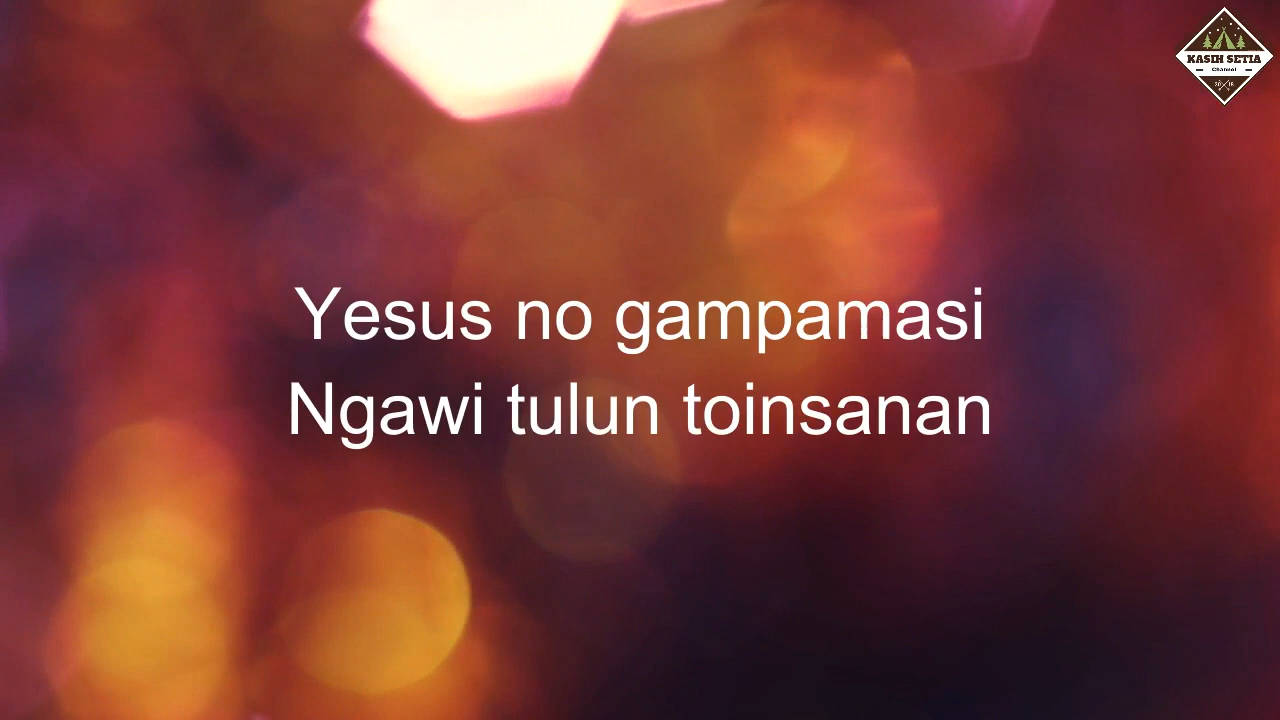 KASIH SETIA
Channel
Yesus no gampamasi
Ngawi tulun toinsanan